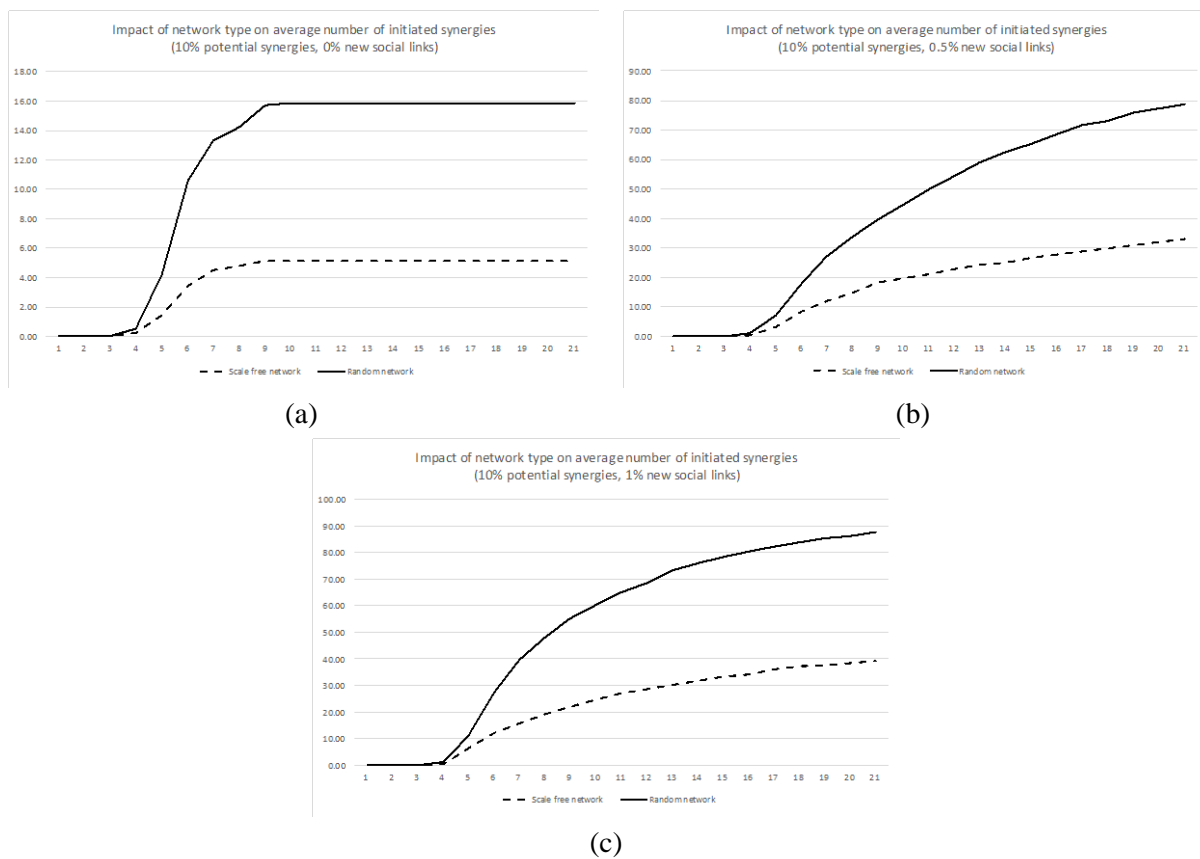 Impact of network type on average number of initiated synergies
(10% potential synergies, 0% new social links)
18.00
16.00
14.00
12.00
10.00
8.00
6.00
4.00
2.00
0.00
1 2 3 4 5 6 7 8 9 10 11 12 13 14 15 16 17 18 19 20 21
Scale free network Random network
(a)
Impact of network type on average number of initiated synergies
(10% potential synergies, 0.5% new social links)
90.00
80.00
70.00
60.00
50.00
40.00
30.00
20.00
10.00
0.00
1 2 3 4 5 6 7 8 9 10 11 12 13 14 15 16 17 18 19 20 21
Scale free network Random network
(b)
Impact of network type on average number of initiated synergies
(10% potential synergies, 1% new social links)
100.00
90.00
80.00
70.00
60.00
50.00
40.00
30.00
20.00
10.00
0.00
1 2 3 4 5 6 7 8 9 10 11 12 13 14 15 16 17 18 19 20 21
Scale free network Random network
(c)